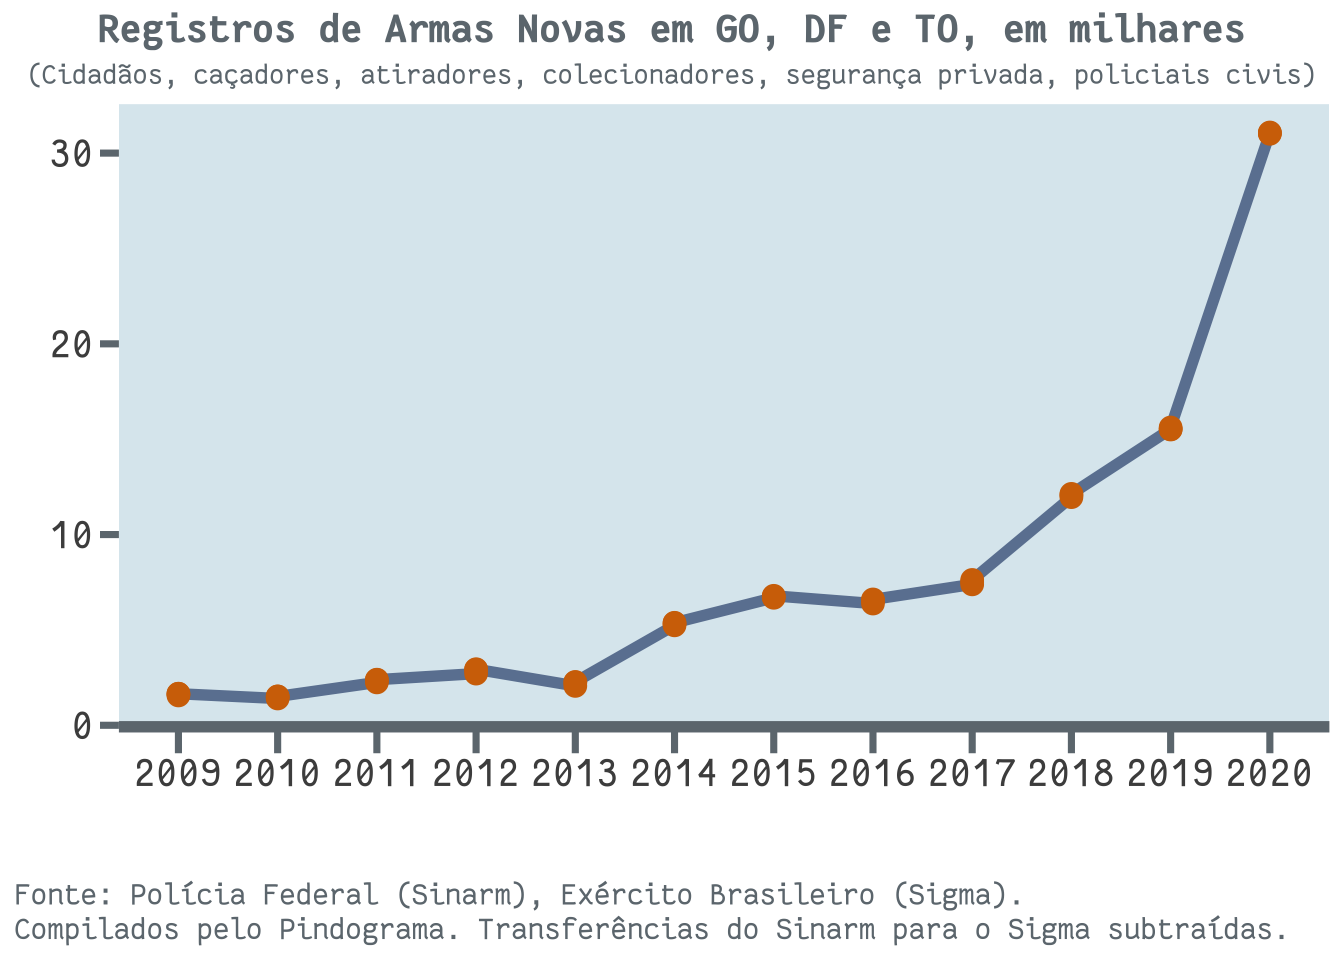 Registros de Armas Novas em GO, DF e TO, em milhares
(Cidadãos, caçadores, atiradores, colecionadores, segurança privada, policiais civis)
30
20
10
0
2009 2010 2011 2012 2013 2014 2015 2016 2017 2018 2019 2020
Fonte: Polícia Federal (Sinarm), Exército Brasileiro (Sigma).
Compilados pelo Pindograma. Transferências do Sinarm para o Sigma subtraídas.